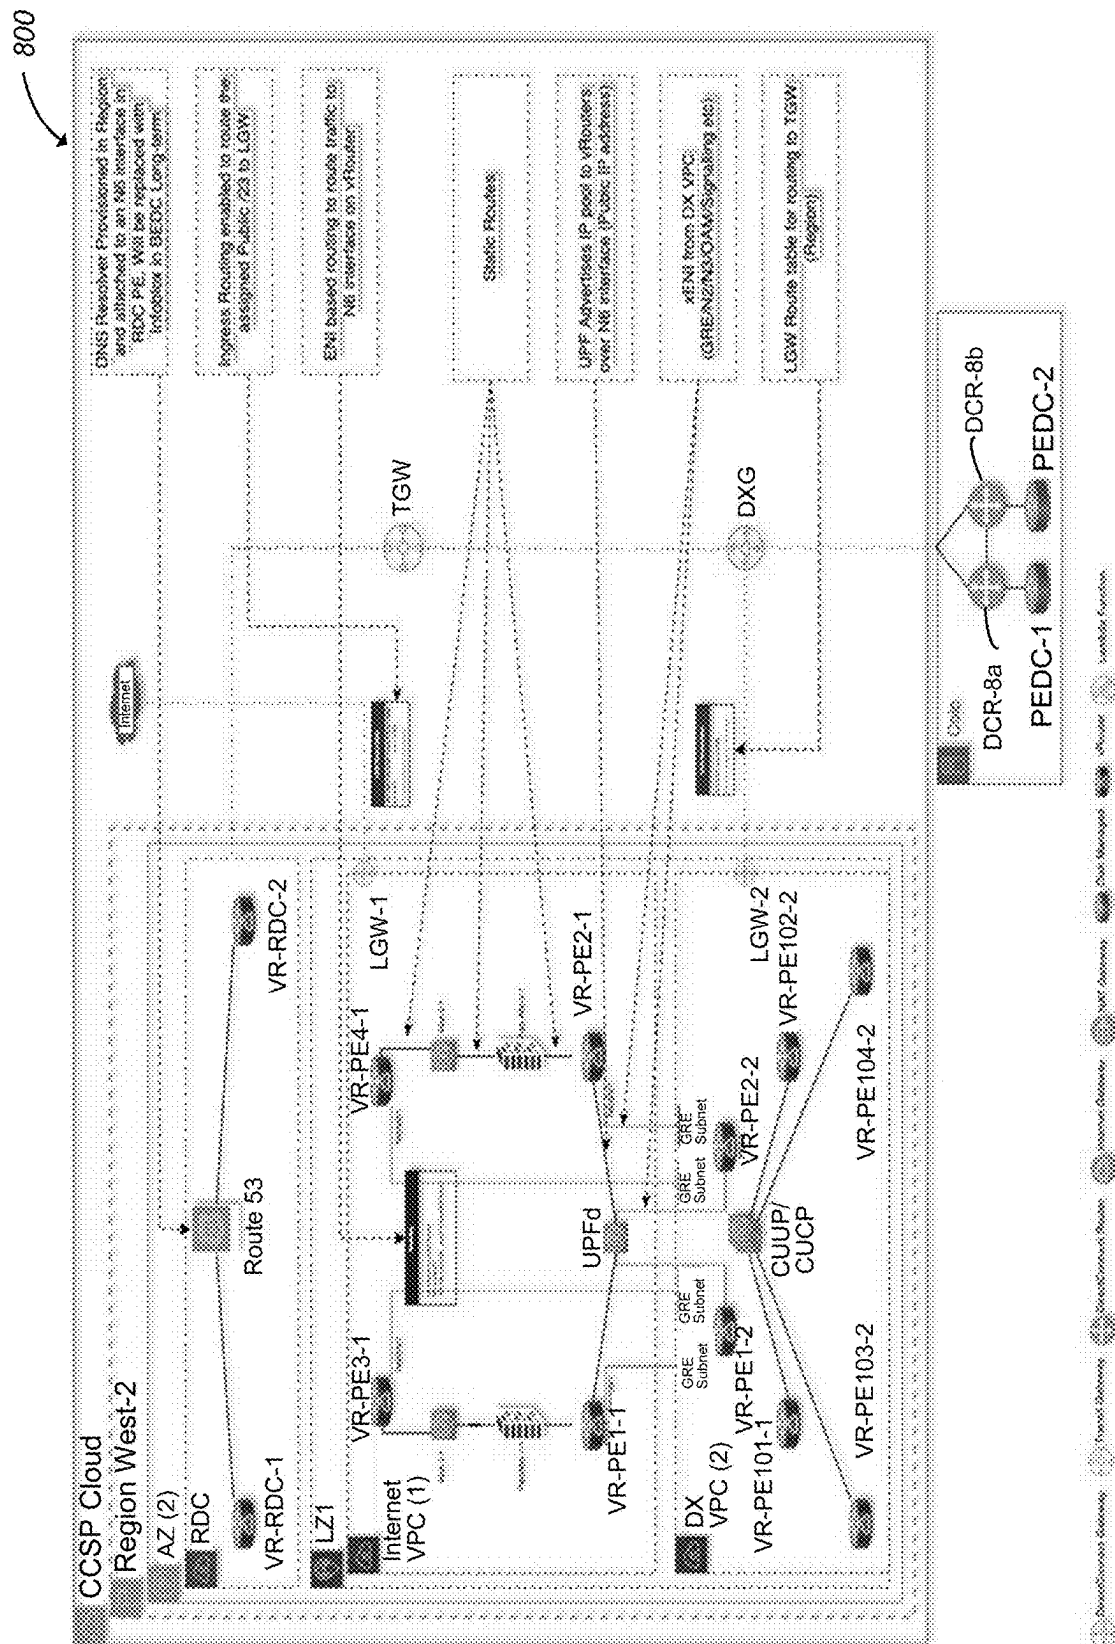 800
CCSP Cloud
Region West-2
AZ (2)
RDC
VR-RDC-1
Route 53
VR-RDC-2
LZ1
Internet
VPC (1)
VR-PE3-1
VR-PE4-1
LGW-1
VR-PE1-1
UPFd
VR-PE2-1
GRE
Subnet
GRE
Subnet
GRE
Subnet
GRE
Subnet
DX
VPC (2)
VR-PE101-1
VR-PE1-2
CUUP/
CUCP
VR-PE2-2
VR-PE102-2
LGW-2
VR-PE103-2
VR-PE104-2
Internet
TGW
DXG
DNS Resolver Provisioned in Region
and attached to an N6 interface in
RDC PE. Will be replaced with
Infoblox in BEDC Long-term.
Ingress Routing enabled to route the
assigned Public /23 to LGW
ENI based routing to route traffic to
N6 interface on vRouter
Static Routers
UPF Advertises IP pool to vRouters
over N6 interface (Public IP address)
xENI from DX VPC
(GRE/N2/N3/OAM/Signalling etc)
LGW Route table for routing to TGW
(Region)
DCR-8a
DCR-8b
PEDC-1
PEDC-2